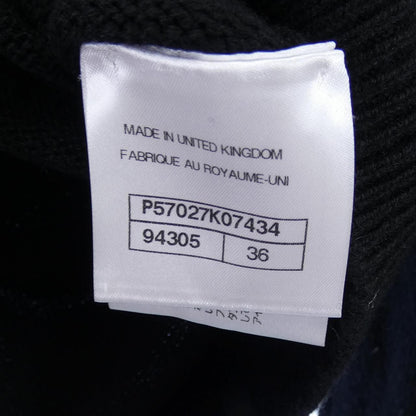 MADE IN UNITED KINGDOM
FABRIQUE AU ROYAUME-UNI
P57027K07434
94305 36